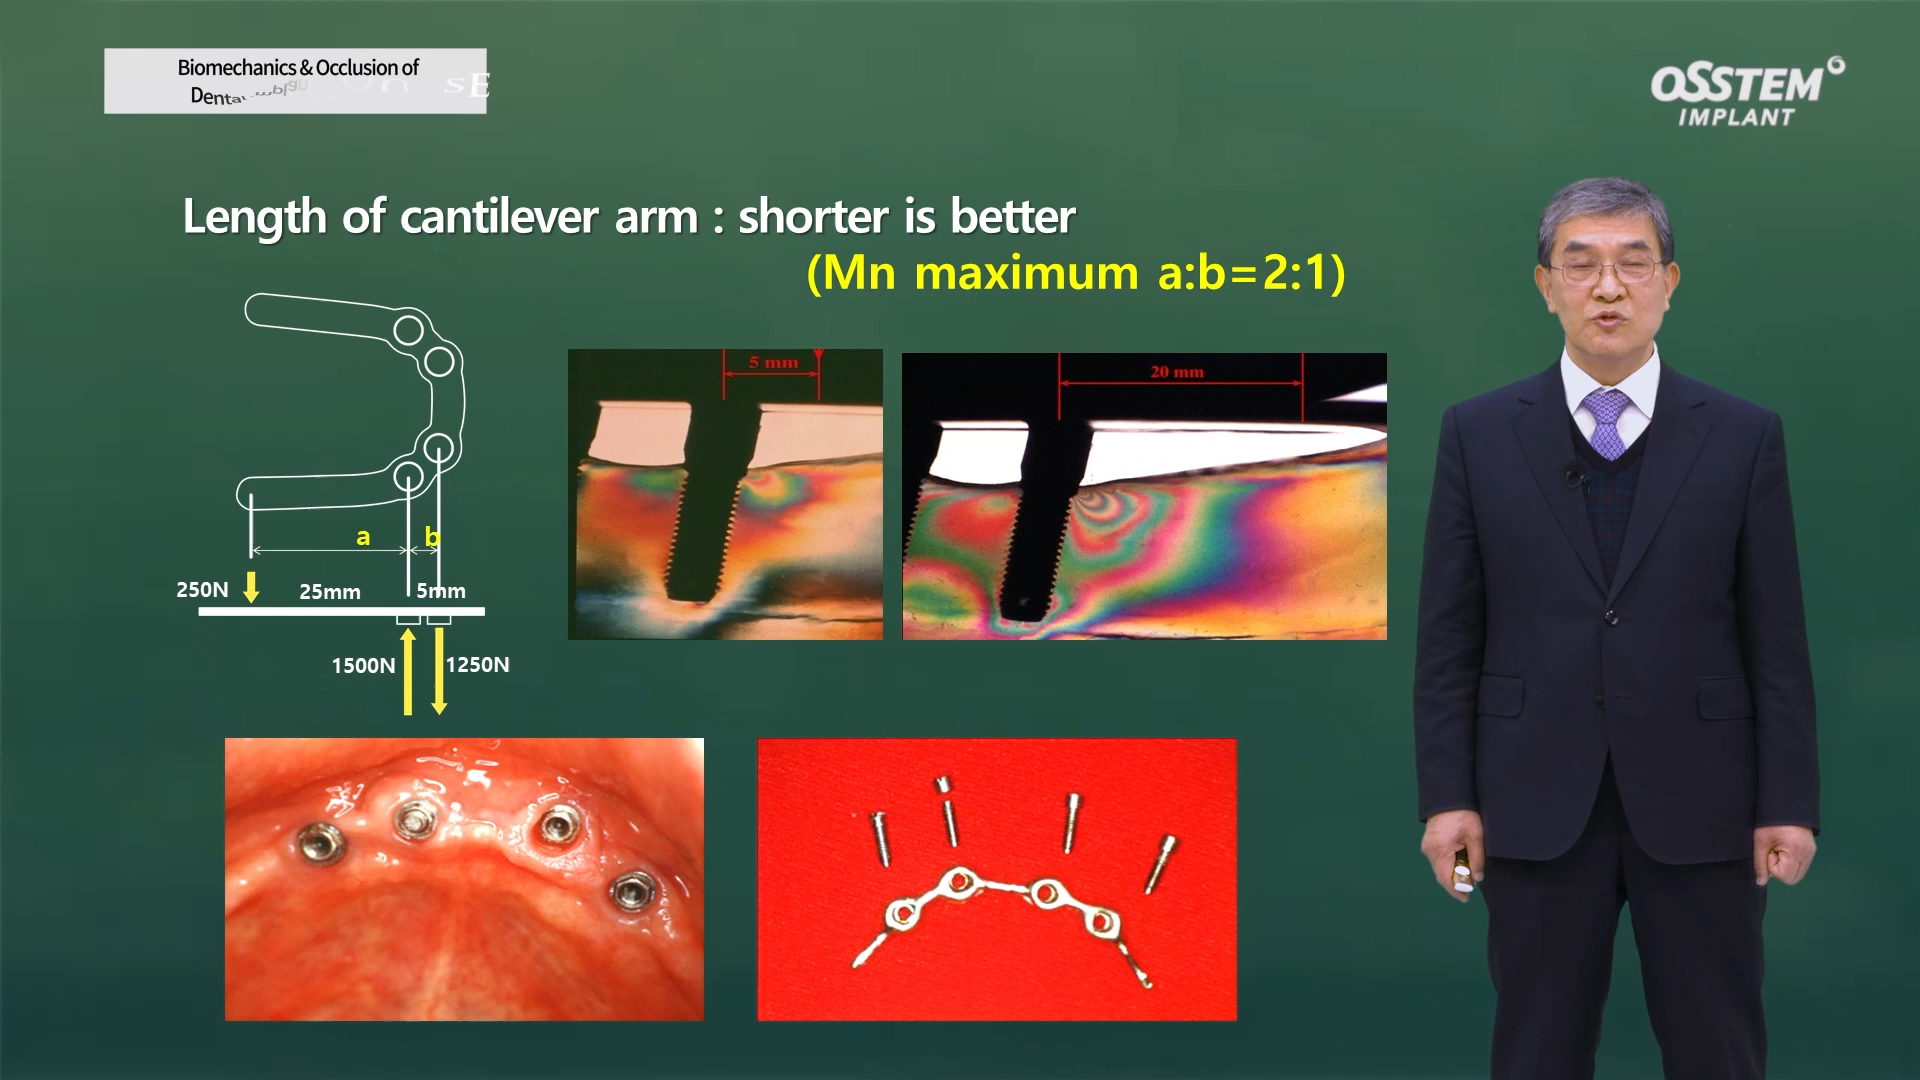 Biomechanics & Occlusion of
OSSTEM
IMPLANT
Length of cantilever arm : shorter is better
(Mn maximum a:b=2:1)
5 mm
20 mm
a
b
250N
25mm
5mm
1500N
1250N